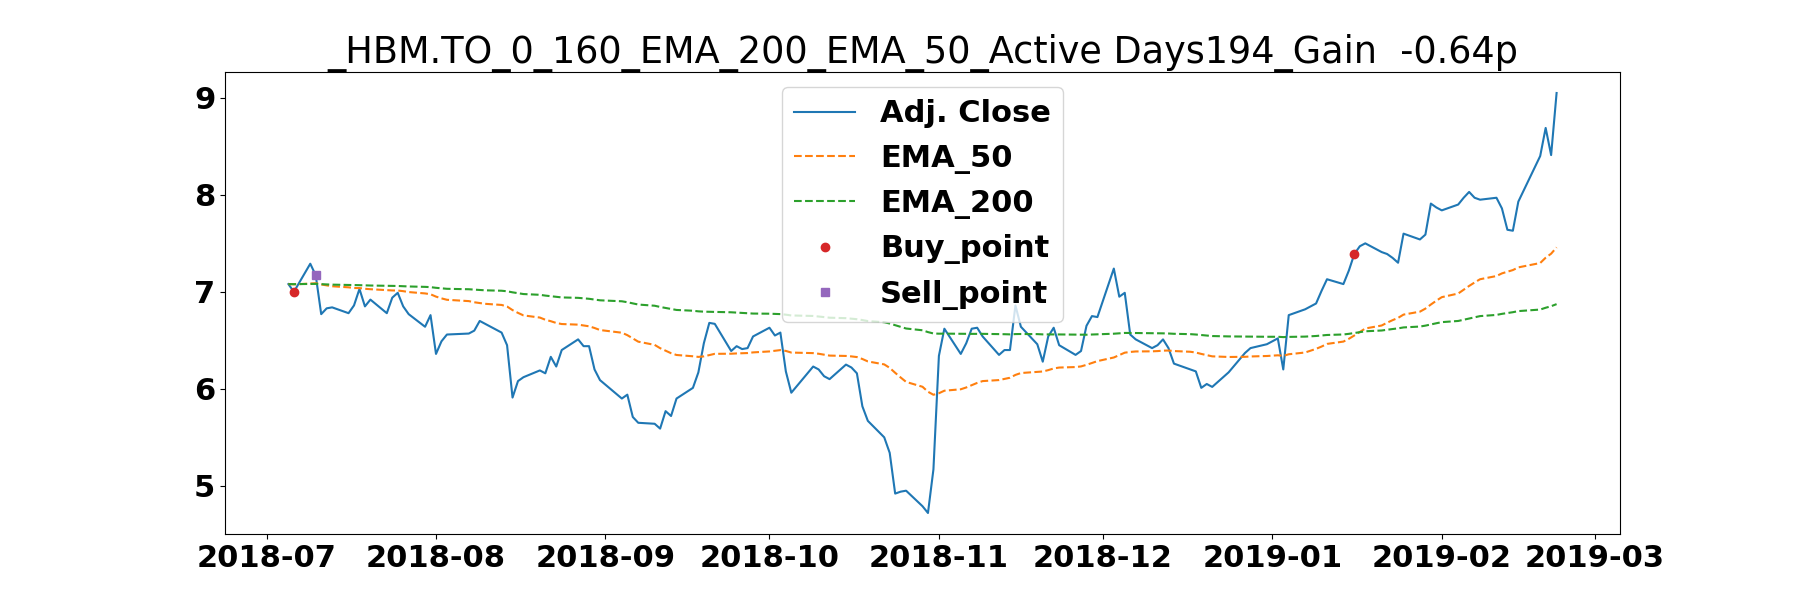 _HBM.TO_0_160_EMA_200_EMA_50_Active Days194_Gain  -0.64p
9
8
7
6
5
Adj. Close
EMA_50
EMA_200
Buy_point
Sell_point
2018-07 2018-08 2018-09 2018-10 2018-11 2018-12 2019-01 2019-02 2019-03